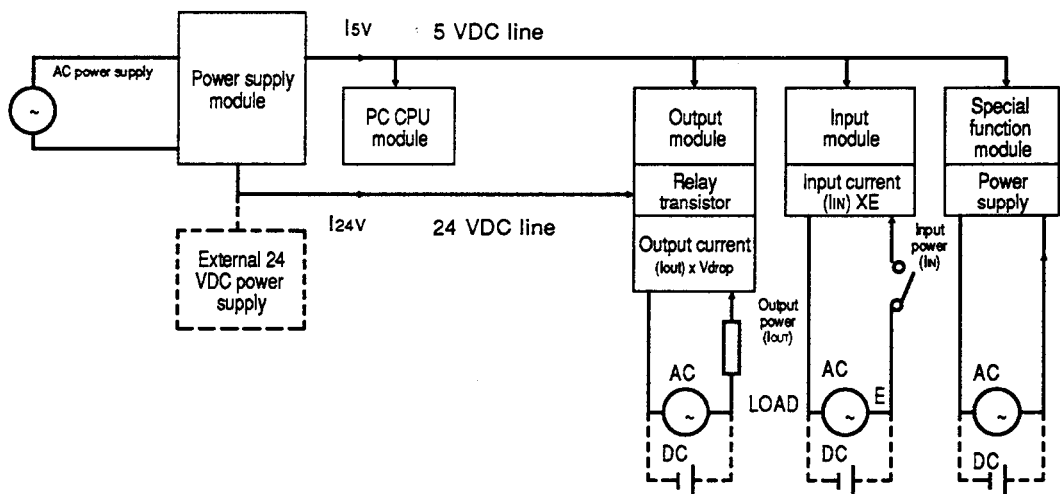 I5V 5 VDC line
AC power supply
~
Power supply
module
PC CPU
module
Output
module
Relay
transistor
Output current
(Iout) x Vdrop
Input
module
Input current
(IIN) XE
Special
function
module
Power
supply
I24V 24 VDC line
External 24
VDC power
supply
Input
power
(IIN)
Output
power
(IOUT)
AC
~
DC
LOAD
AC
~
E
DC
AC
~
DC